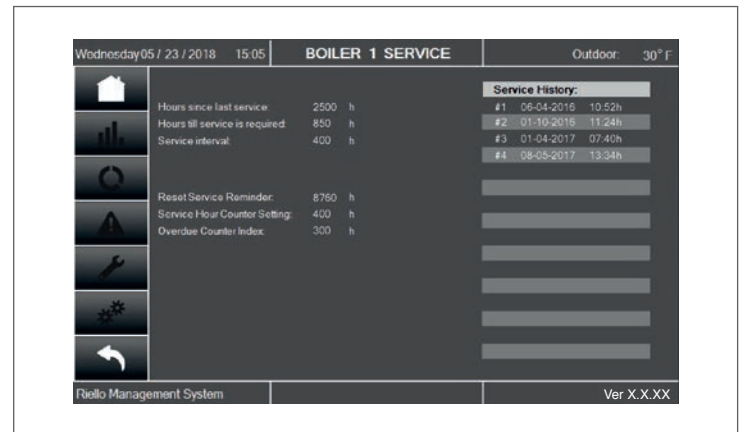 Wednesday 05 / 23 / 2018 15:05 BOILER 1 SERVICE Outdoor: 30° F
Service History:
Hours since last service: 2500 h
Hours till service is required: 850 h
Service interval: 400 h
#1 06-04-2016 10:52h
#2 01-10-2016 11:24h
#3 01-04-2017 07:40h
#4 08-05-2017 13:34h
Reset Service Reminder: 8760 h
Service Hour Counter Setting: 400 h
Overdue Counter Index: 300 h
Riello Management System Ver X.X.XX